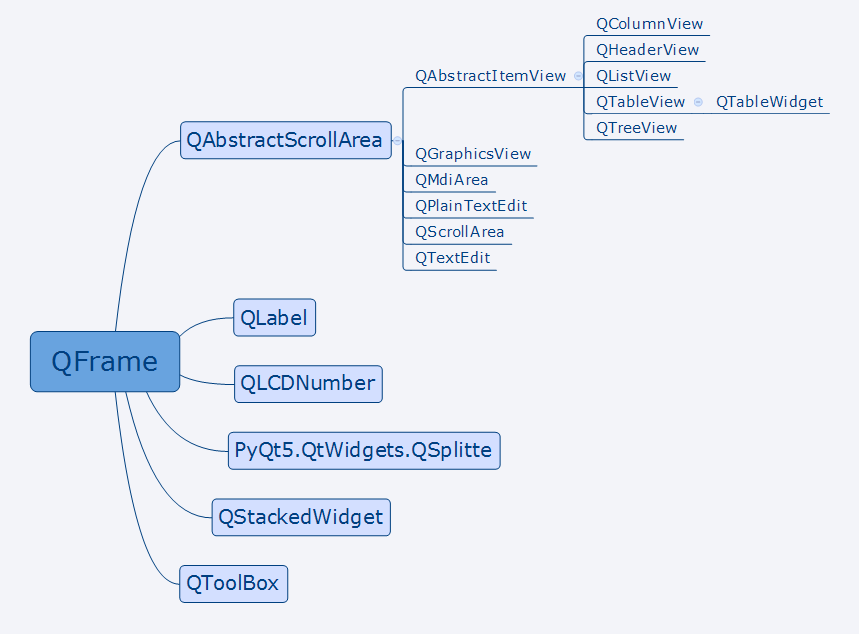 QFrame
QAbstractScrollArea
QAbstractItemView
QColumnView
QHeaderView
QListView
QTableView
QTableWidget
QTreeView
QGraphicsView
QMdiArea
QPlainTextEdit
QScrollArea
QTextEdit
QLabel
QLCDNumber
PyQt5.QtWidgets.QSplitte
QStackedWidget
QToolBox